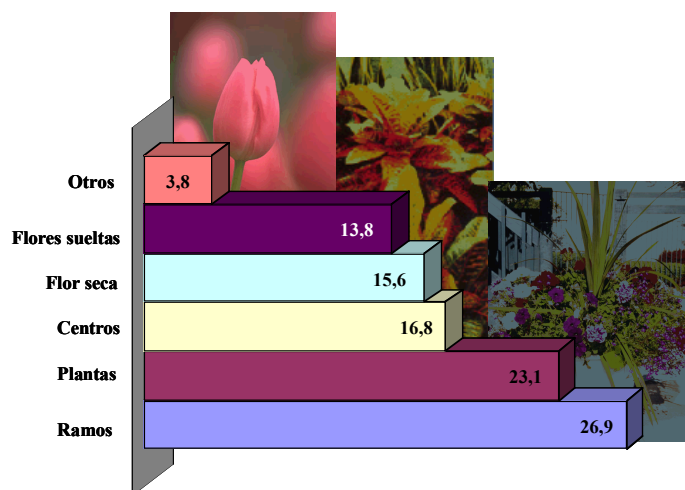 Otros 3,8
Flores sueltas 13,8
Flor seca 15,6
Centros 16,8
Plantas 23,1
Ramos 26,9